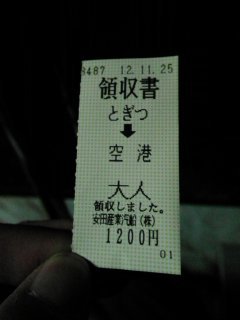 8487 12.11.25
領収書
とぎつ
⬇
空港
大人
領収しました。
安田産業汽船(株)
1200円
01